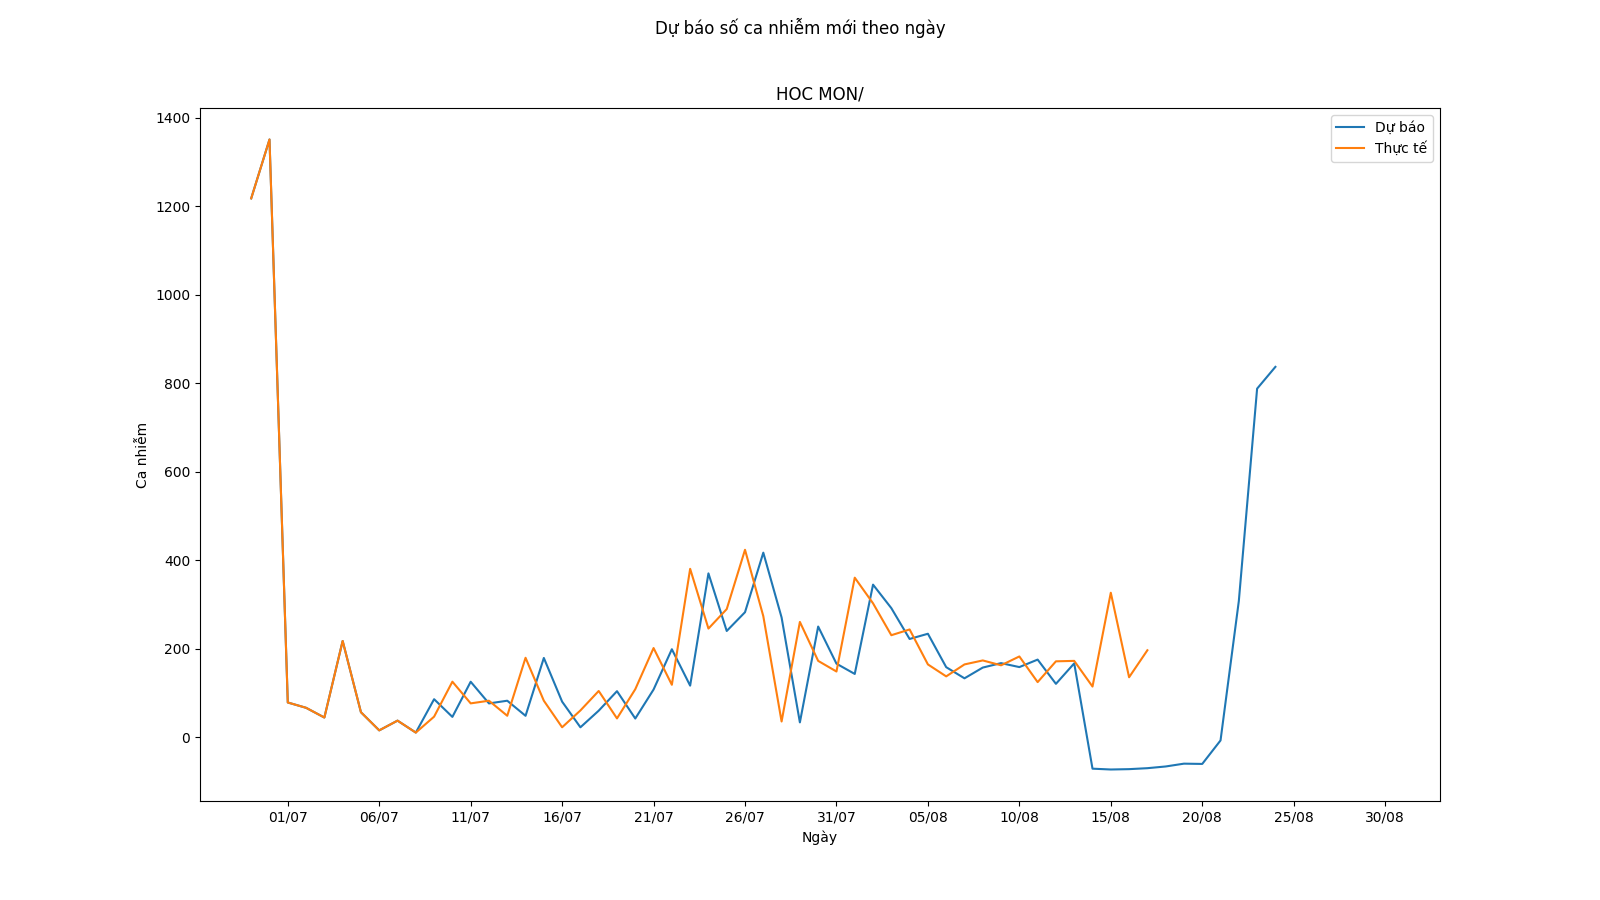 Dự báo số ca nhiễm mới theo ngày
HOC MON/
Dự báo
Thực tế
1400
1200
1000
800
600
400
200
0
Ca nhiễm
01/07 06/07 11/07 16/07 21/07 26/07 31/07 05/08 10/08 15/08 20/08 25/08 30/08
Ngày